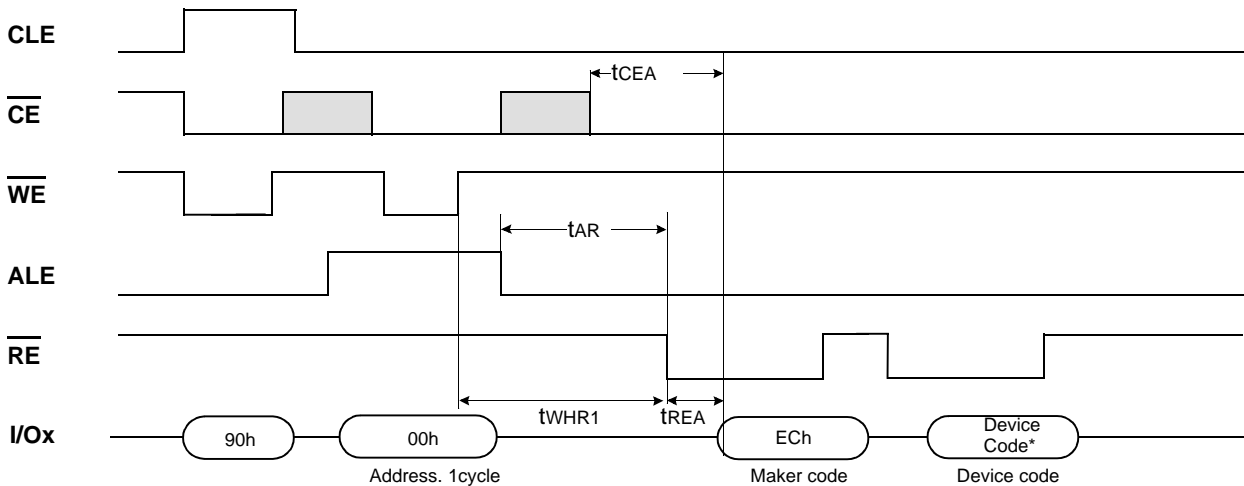 CLE
tCEA
CE
WE
tAR
ALE
RE
tWHR1
tREA
I/Ox
90h
00h
ECh
Device
Code*
Address. 1cycle
Maker code
Device code